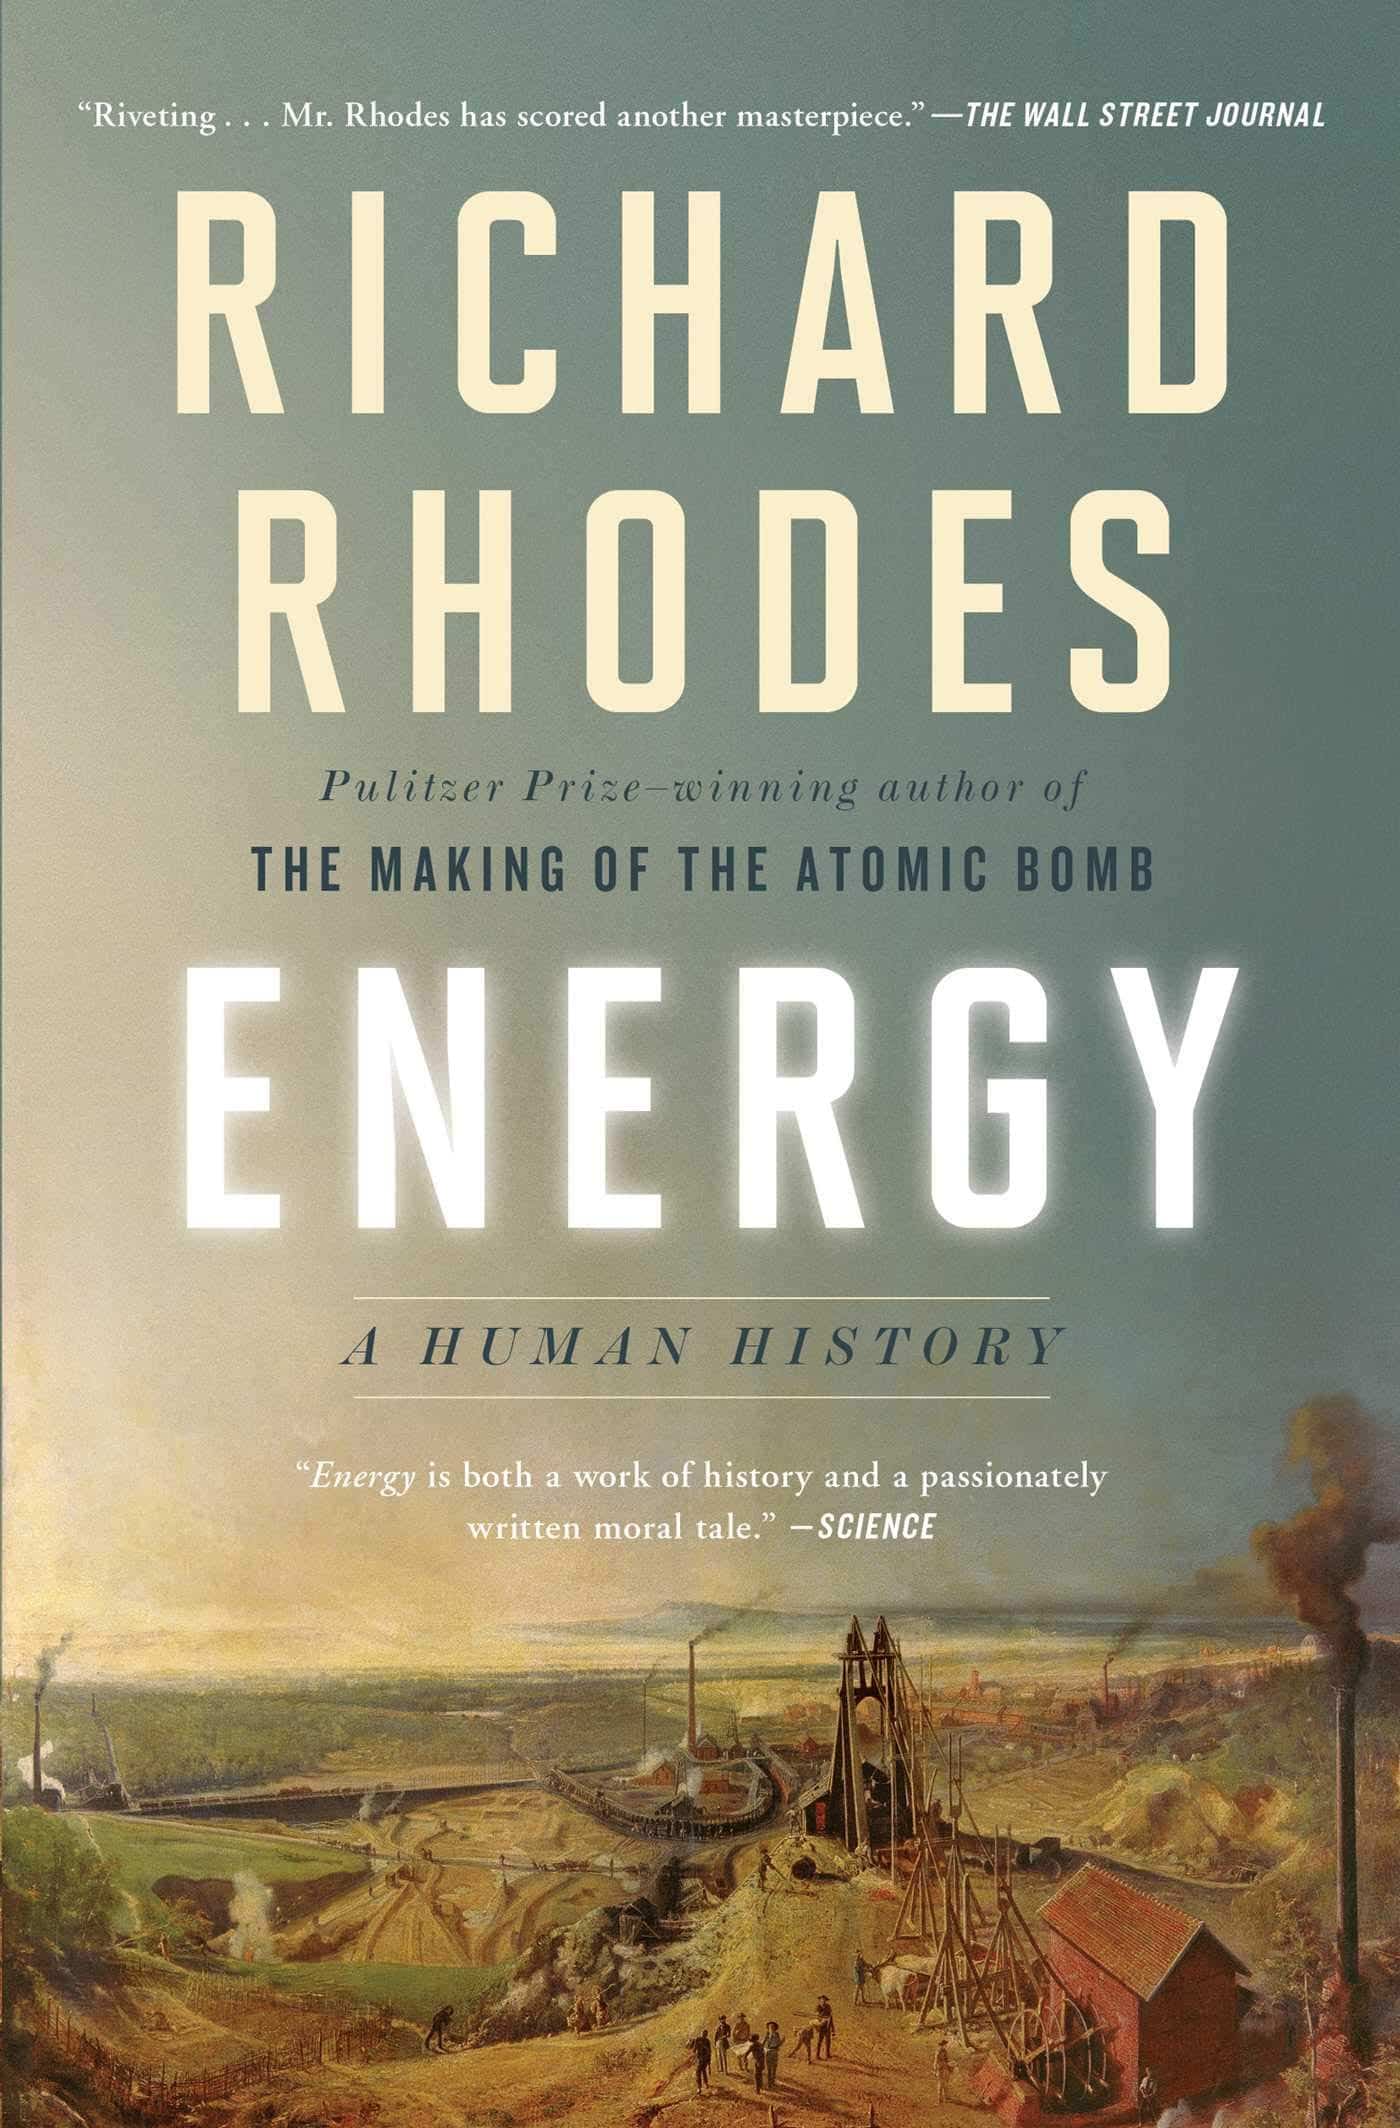 “Riveting . . . Mr. Rhodes has scored another masterpiece.” —THE WALL STREET JOURNAL
RICHARD
RHODES
Pulitzer Prize–winning author of
THE MAKING OF THE ATOMIC BOMB
ENERGY
A HUMAN HISTORY
“Energy is both a work of history and a passionately
written moral tale.” —SCIENCE